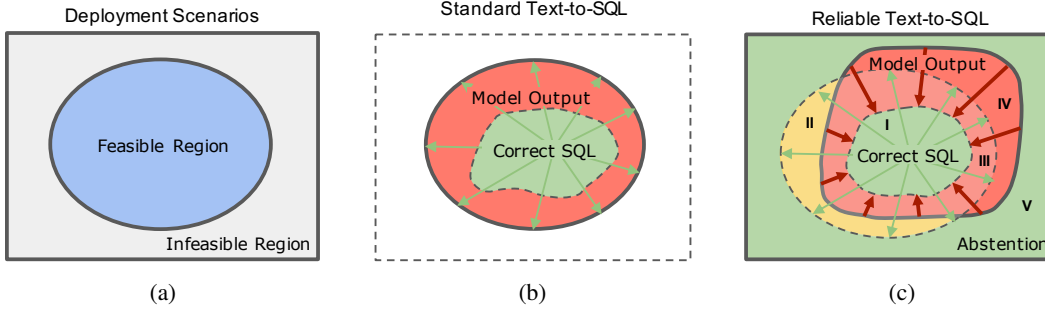 Deployment Scenarios
Feasible Region
Infeasible Region
(a)
Standard Text-to-SQL
Model Output
Correct SQL
(b)
Reliable Text-to-SQL
Model Output
IV
II
I
Correct SQL
III
V
Abstention
(c)